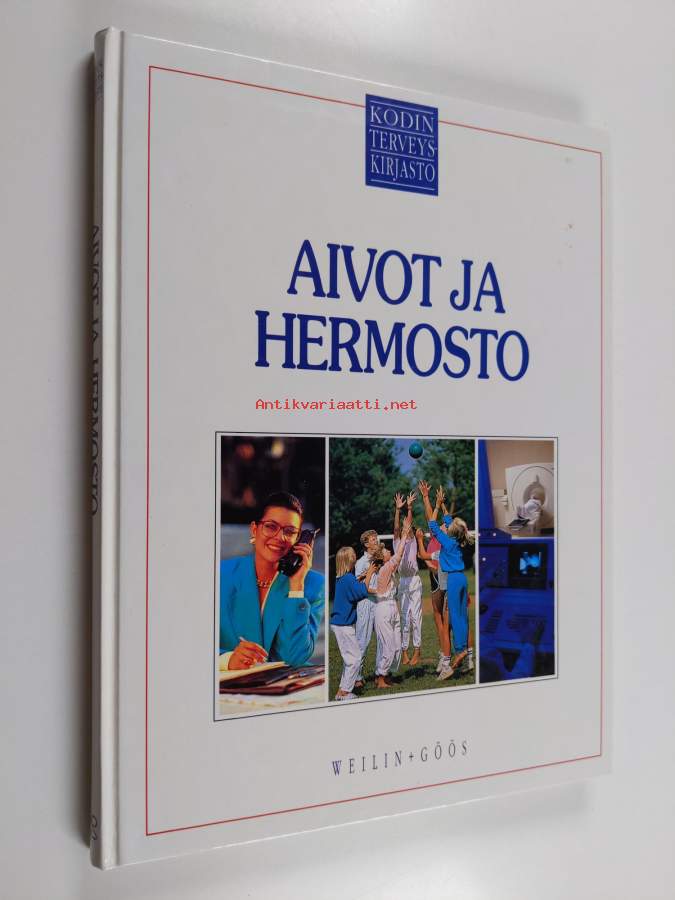 KODIN
TERVEYS-
KIRJASTO
AIVOT JA
HERMOSTO
Antikvariaatti.net
WEILIN+GÖÖS
AIVOT JA HERMOSTO